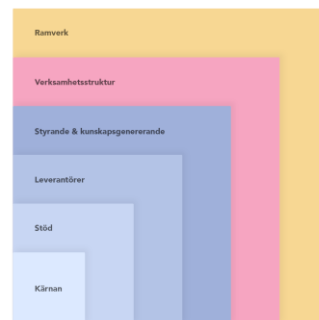 Ramverk
Verksamhetsstruktur
Styrande & kunskapsgenererande
Leverantörer
Stöd
Kärnan